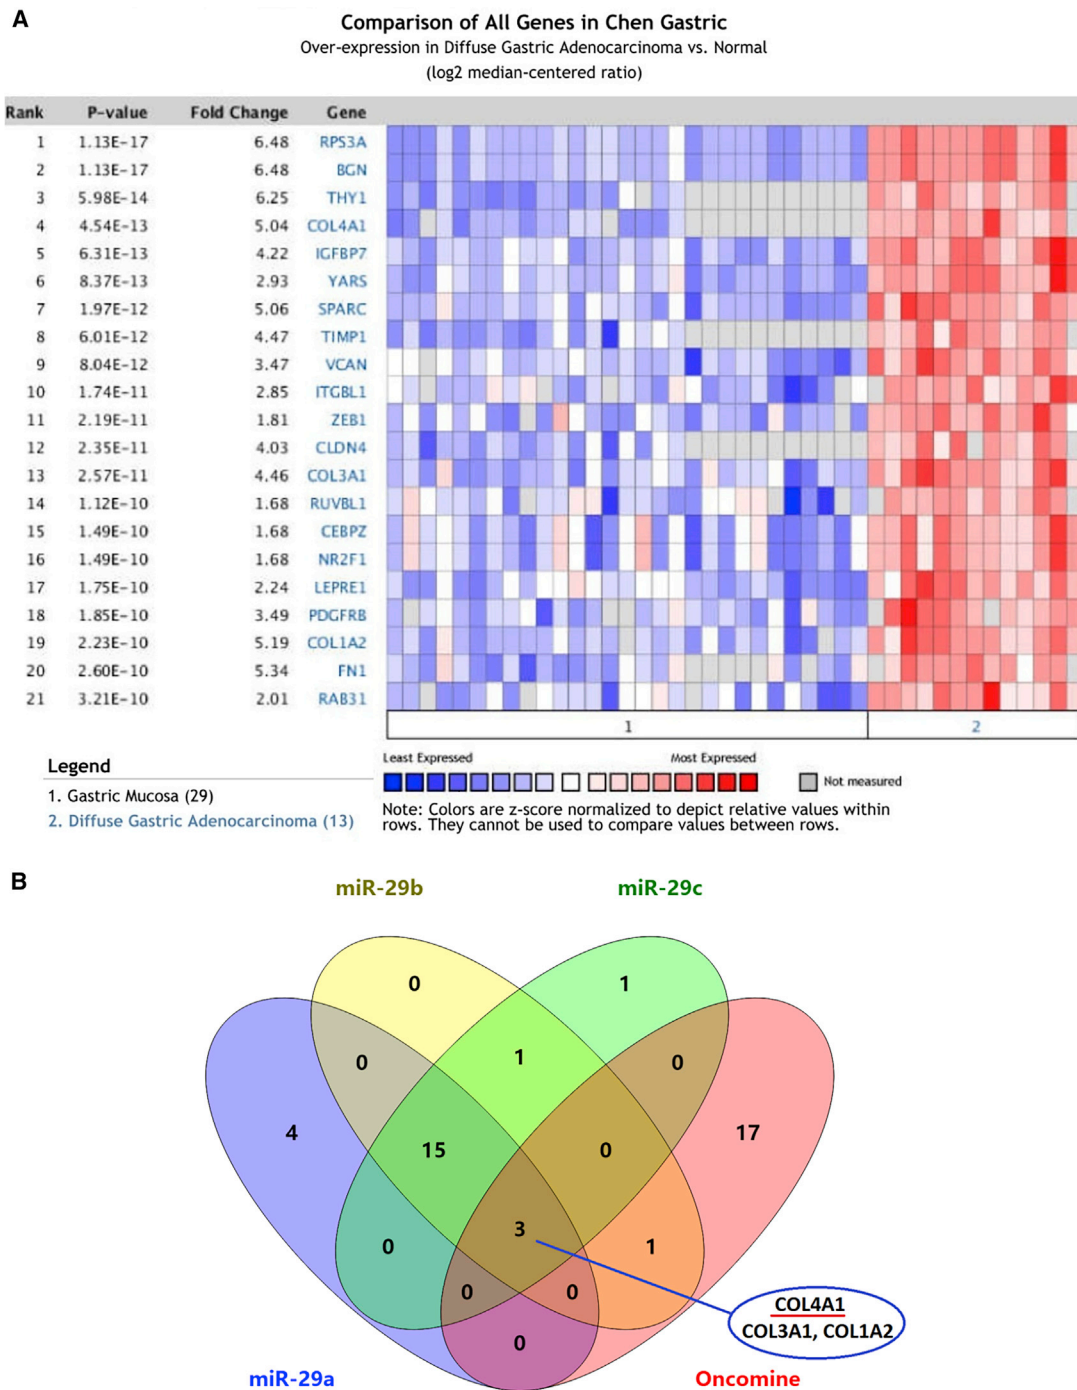 A
Comparison of All Genes in Chen Gastric
Over-expression in Diffuse Gastric Adenocarcinoma vs. Normal
(log2 median-centered ratio)
Rank P-value Fold Change Gene
1 1.13E-17 6.48 RPS3A
2 1.13E-17 6.48 BGN
3 5.98E-14 6.25 THY1
4 4.54E-13 5.04 COL4A1
5 6.31E-13 4.22 IGFBP7
6 8.37E-13 2.93 YARS
7 1.97E-12 5.06 SPARC
8 6.01E-12 4.47 TIMP1
9 8.04E-12 3.47 VCAN
10 1.74E-11 2.85 ITGBL1
11 2.19E-11 1.81 ZEB1
12 2.35E-11 4.03 CLDN4
13 2.57E-11 4.46 COL3A1
14 1.12E-10 1.68 RUVBL1
15 1.49E-10 1.68 CEBPZ
16 1.49E-10 1.68 NR2F1
17 1.75E-10 2.24 LEPRE1
18 1.85E-10 3.49 PDGFRB
19 2.23E-10 5.19 COL1A2
20 2.60E-10 5.34 FN1
21 3.21E-10 2.01 RAB31
1 2
Legend
1. Gastric Mucosa (29)
2. Diffuse Gastric Adenocarcinoma (13)
Least Expressed Most Expressed
Not measured
Note: Colors are z-score normalized to depict relative values within
rows. They cannot be used to compare values between rows.
B
miR-29b miR-29c
0 1
0 1 0
4 15 0 17
3
0 1
0 0
0
COL4A1
COL3A1, COL1A2
miR-29a Oncomine